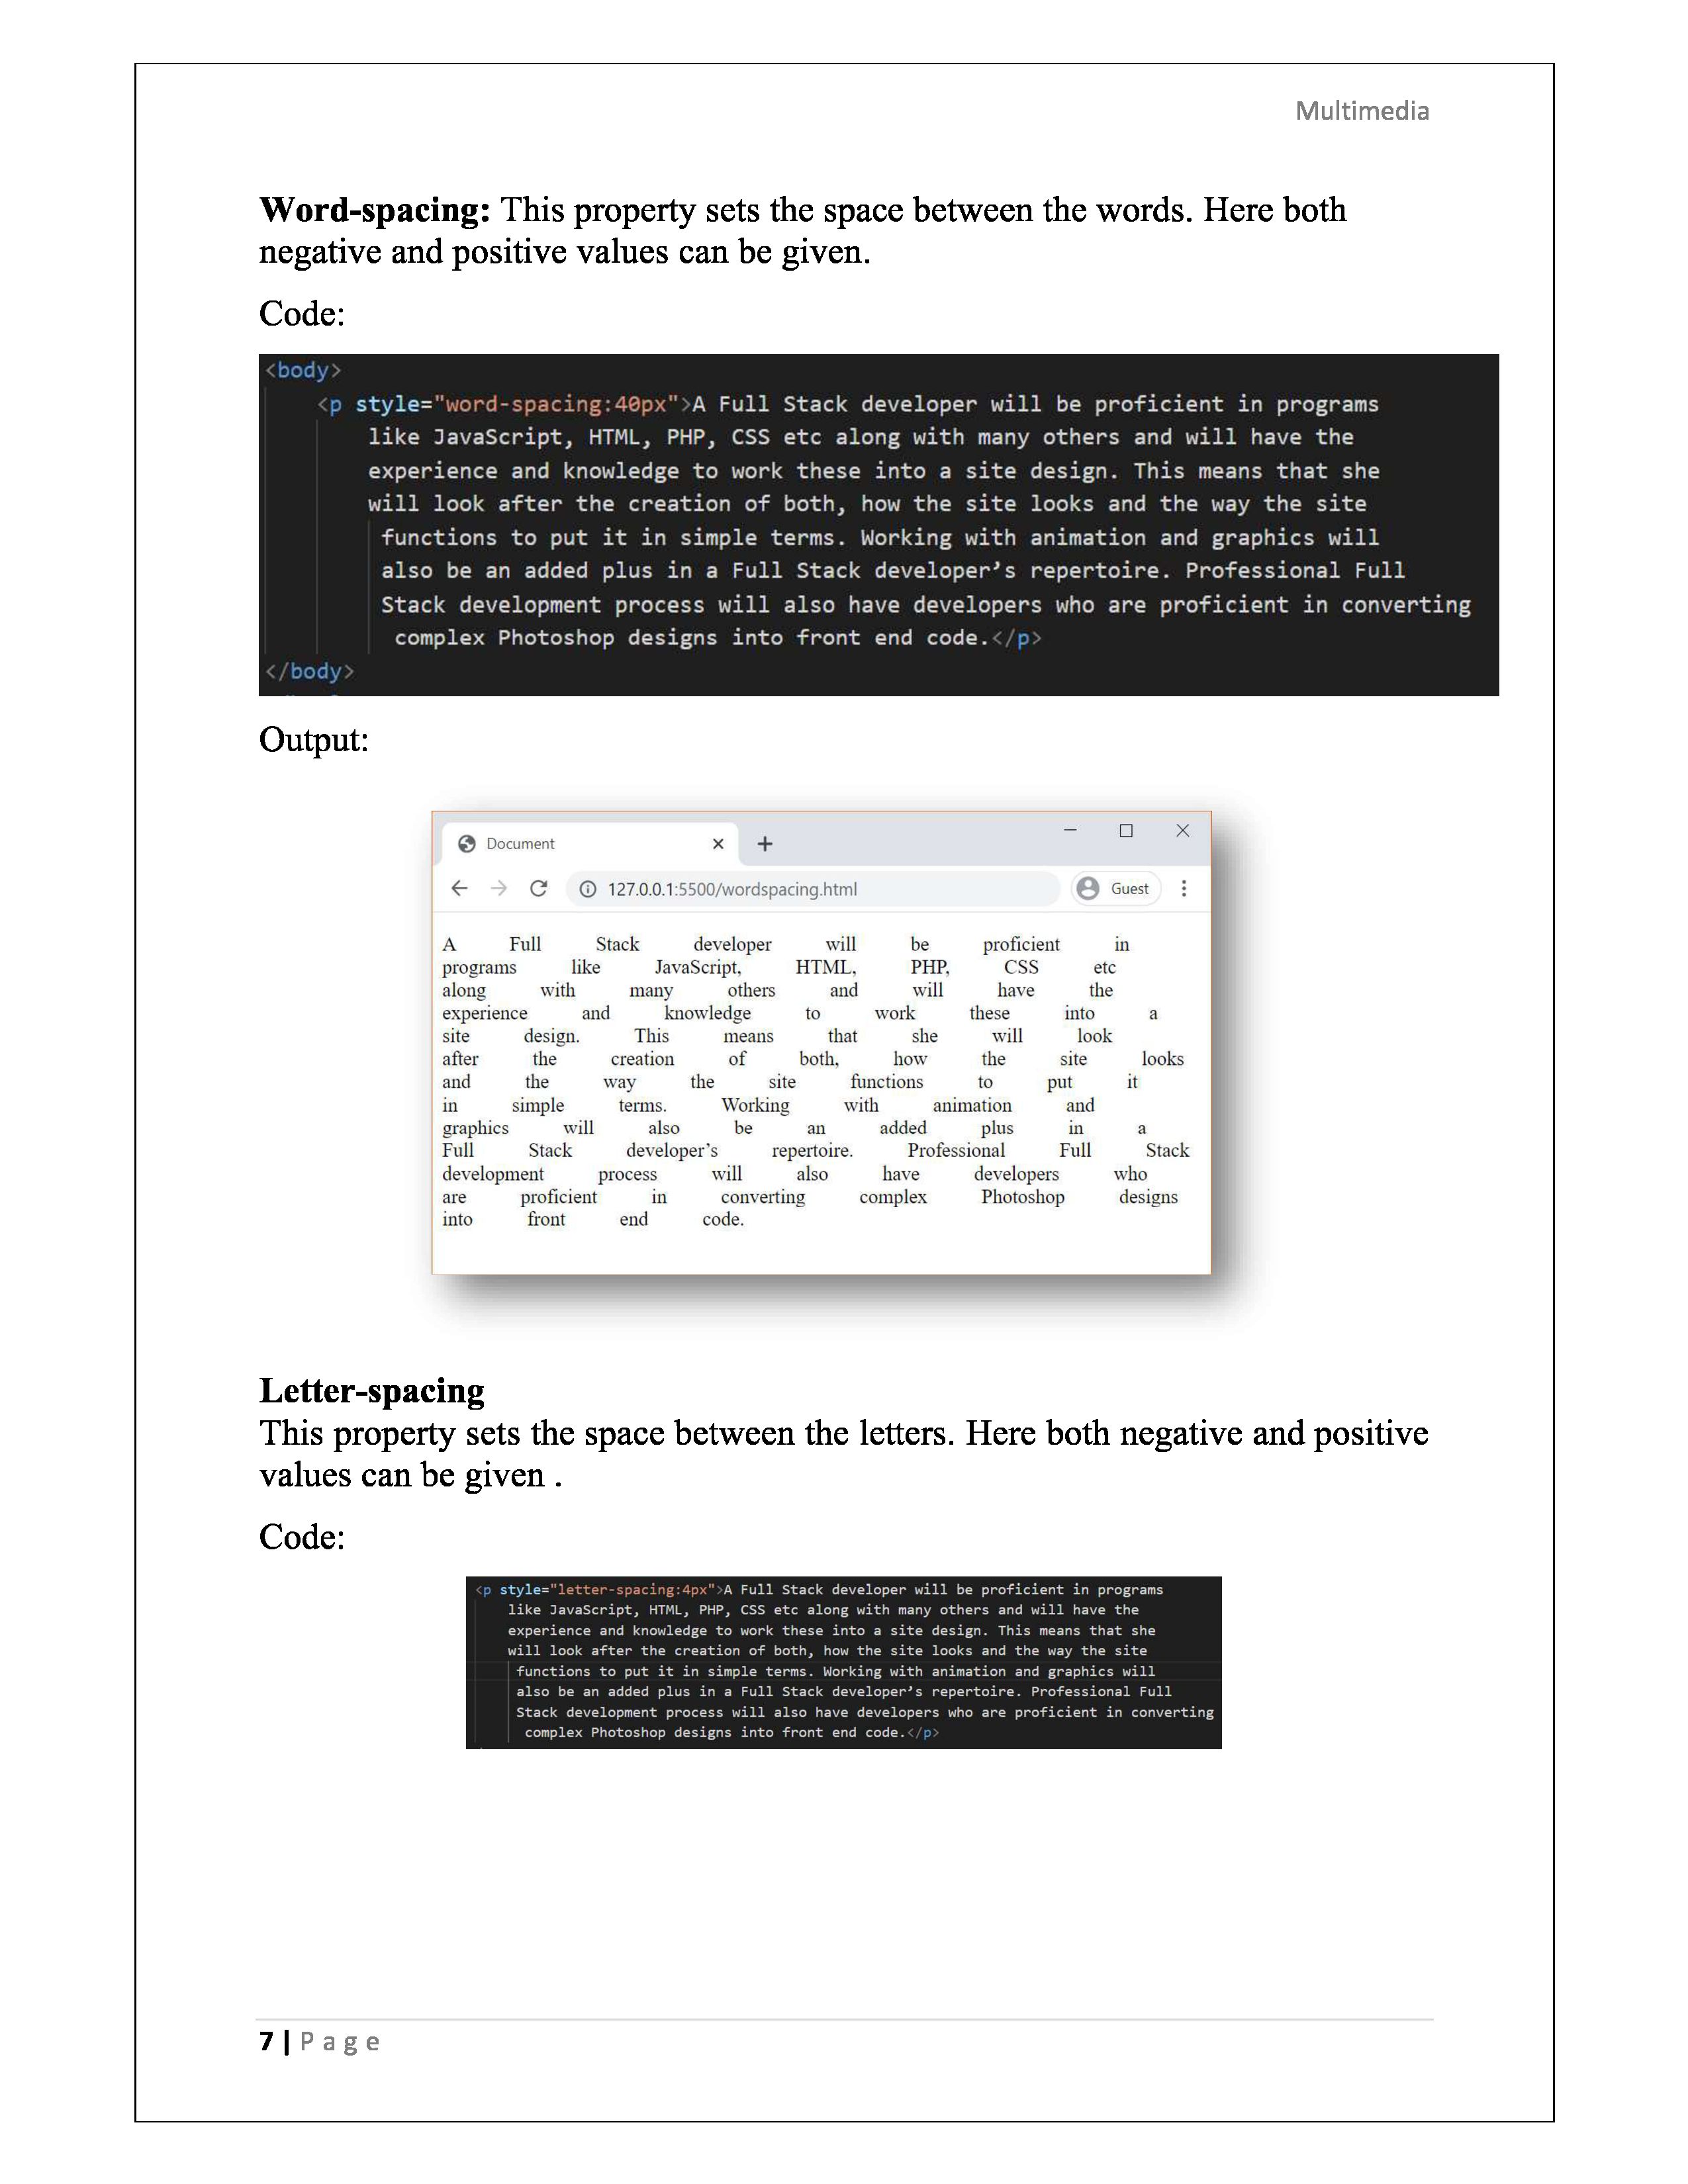 Multimedia
Word-spacing: This property sets the space between the words. Here both
negative and positive values can be given.
Code:
<body>
<p style="word-spacing:40px">A Full Stack developer will be proficient in programs
like JavaScript, HTML, PHP, CSS etc along with many others and will have the
experience and knowledge to work these into a site design. This means that she
will look after the creation of both, how the site looks and the way the site
functions to put it in simple terms. Working with animation and graphics will
also be an added plus in a Full Stack developer’s repertoire. Professional Full
Stack development process will also have developers who are proficient in converting
complex Photoshop designs into front end code.</p>
</body>
Output:
Document
127.0.0.1:5500/wordspacing.html
Guest
A Full Stack developer will be proficient in
programs like JavaScript, HTML, PHP, CSS etc
along with many others and will have the
experience and knowledge to work these into a
site design. This means that she will look
after the creation of both, how the site looks
and the way the site functions to put it
in simple terms. Working with animation and
graphics will also be an added plus in a
Full Stack developer’s repertoire. Professional Full Stack
development process will also have developers who
are proficient in converting complex Photoshop designs
into front end code.
Letter-spacing
This property sets the space between the letters. Here both negative and positive
values can be given .
Code:
<p style="letter-spacing:4px">A Full Stack developer will be proficient in programs
like JavaScript, HTML, PHP, CSS etc along with many others and will have the
experience and knowledge to work these into a site design. This means that she
will look after the creation of both, how the site looks and the way the site
functions to put it in simple terms. Working with animation and graphics will
also be an added plus in a Full Stack developer’s repertoire. Professional Full
Stack development process will also have developers who are proficient in converting
complex Photoshop designs into front end code.</p>
7 | Page